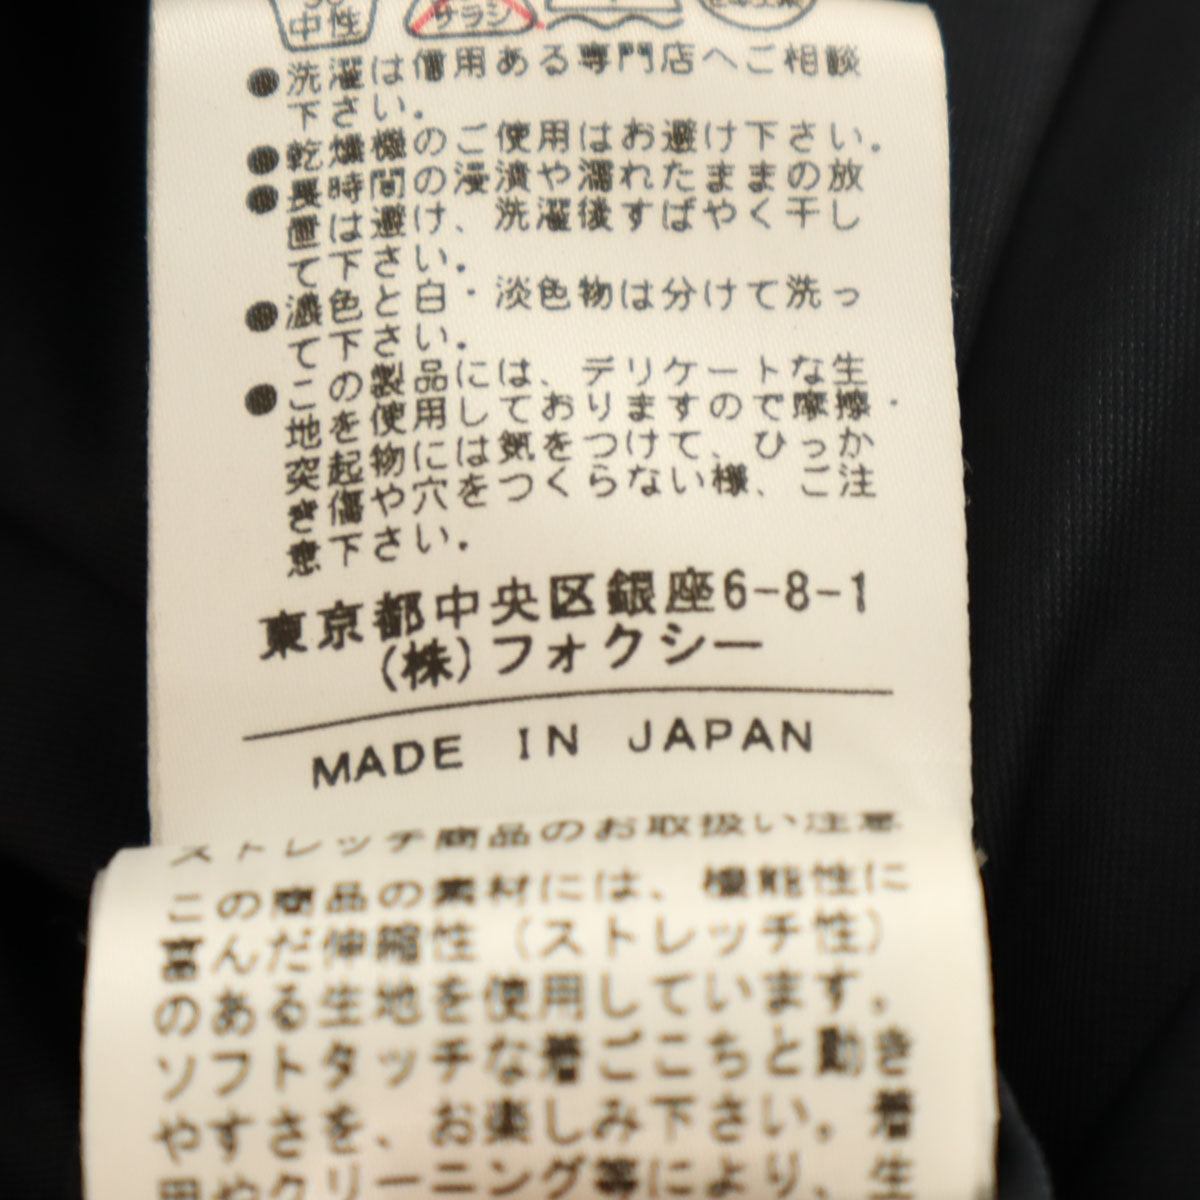 中性 サラシ
●洗濯は信用ある専門店へご相談
下さい。
●乾燥機のご使用はお避け下さい。
●長時間の浸漬や濡れたままの放
置は避け、洗濯後すばやく干し
て下さい。
●濃色と白・淡色物は分けて洗っ
て下さい。
●この製品には、デリケートな生
地を使用しておりますので摩擦・
突起物には気をつけて、ひっか
き傷や穴をつくらない様、ご注
意下さい。
東京都中央区銀座6-8-1
(株)フォクシー
MADE IN JAPAN
ストレッチ商品のお取扱い注意
この商品の素材には、機能性に
富んだ伸縮性(ストレッチ性)
のある生地を使用しています。
ソフトタッチな着ごこちと動き
やすさを、お楽しみ下さい。着
用やクリーニング等により、生